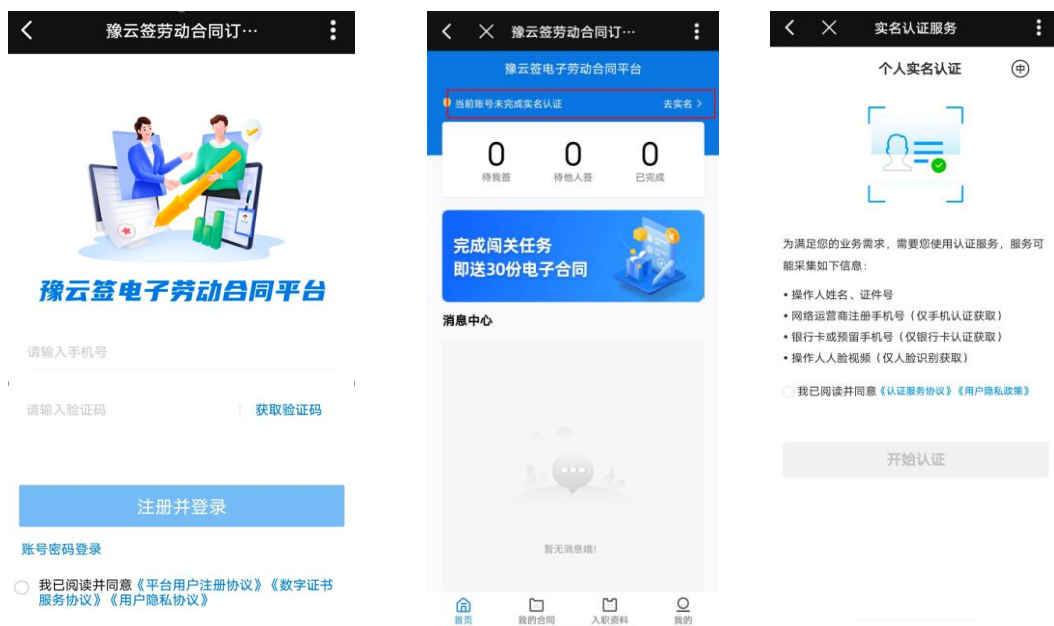 豫云签劳动合同订…
豫云签电子劳动合同平台
请输入手机号
请输入验证码
获取验证码
注册并登录
账号密码登录
我已阅读并同意《平台用户注册协议》《数字证书
服务协议》《用户隐私协议》
豫云签劳动合同订…
豫云签电子劳动合同平台
当前账号未完成实名认证
去实名 >
0 0 0
待我签 待他人签 已完成
完成闯关任务
即送30份电子合同
消息中心
暂无消息哦!
首页 我的合同 入职资料 我的
实名认证服务
个人实名认证
中
为满足您的业务需求，需要您使用认证服务，服务可
能采集如下信息：
• 操作人姓名、证件号
• 网络运营商注册手机号（仅手机认证获取）
• 银行卡或预留手机号（仅银行卡认证获取）
• 操作人人脸视频（仅人脸识别获取）
我已阅读并同意《认证服务协议》《用户隐私政策》
开始认证